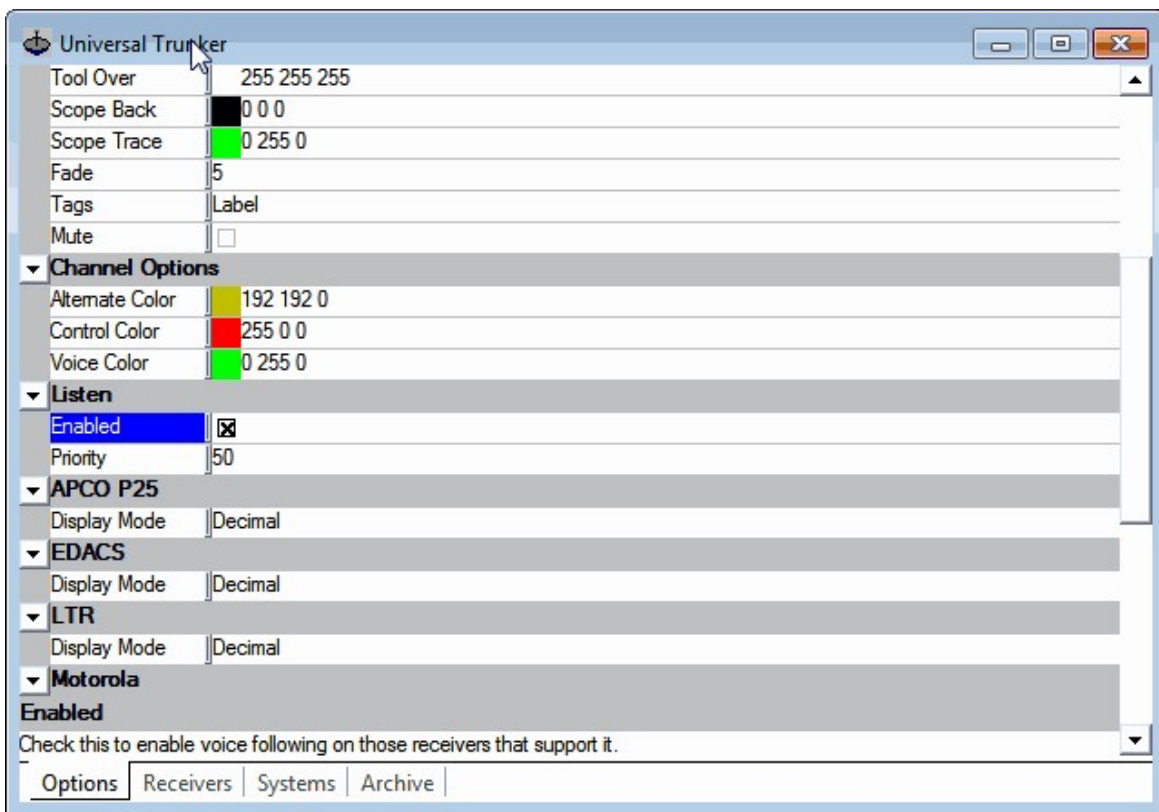 Universal Trunker
Tool Over 255 255 255
Scope Back 0 0 0
Scope Trace 0 255 0
Fade 5
Tags Label
Mute
Channel Options
Alternate Color 192 192 0
Control Color 255 0 0
Voice Color 0 255 0
Listen
Enabled
Priority 50
APCO P25
Display Mode Decimal
EDACS
Display Mode Decimal
LTR
Display Mode Decimal
Motorola
Enabled
Check this to enable voice following on those receivers that support it.
Options Receivers Systems Archive